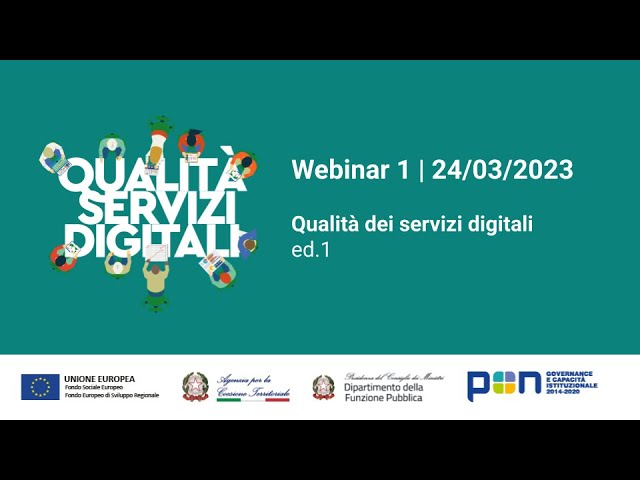 QUALITÀ
SERVIZI
DIGITALI
Webinar 1 | 24/03/2023
Qualità dei servizi digitali
ed.1
UNIONE EUROPEA
Fondo Sociale Europeo
Fondo Europeo di Sviluppo Regionale
Agenzia per la
Coesione Territoriale
Presidenza del Consiglio dei Ministri
Dipartimento della
Funzione Pubblica
pon
GOVERNANCE
E CAPACITÀ
ISTITUZIONALE
2014-2020